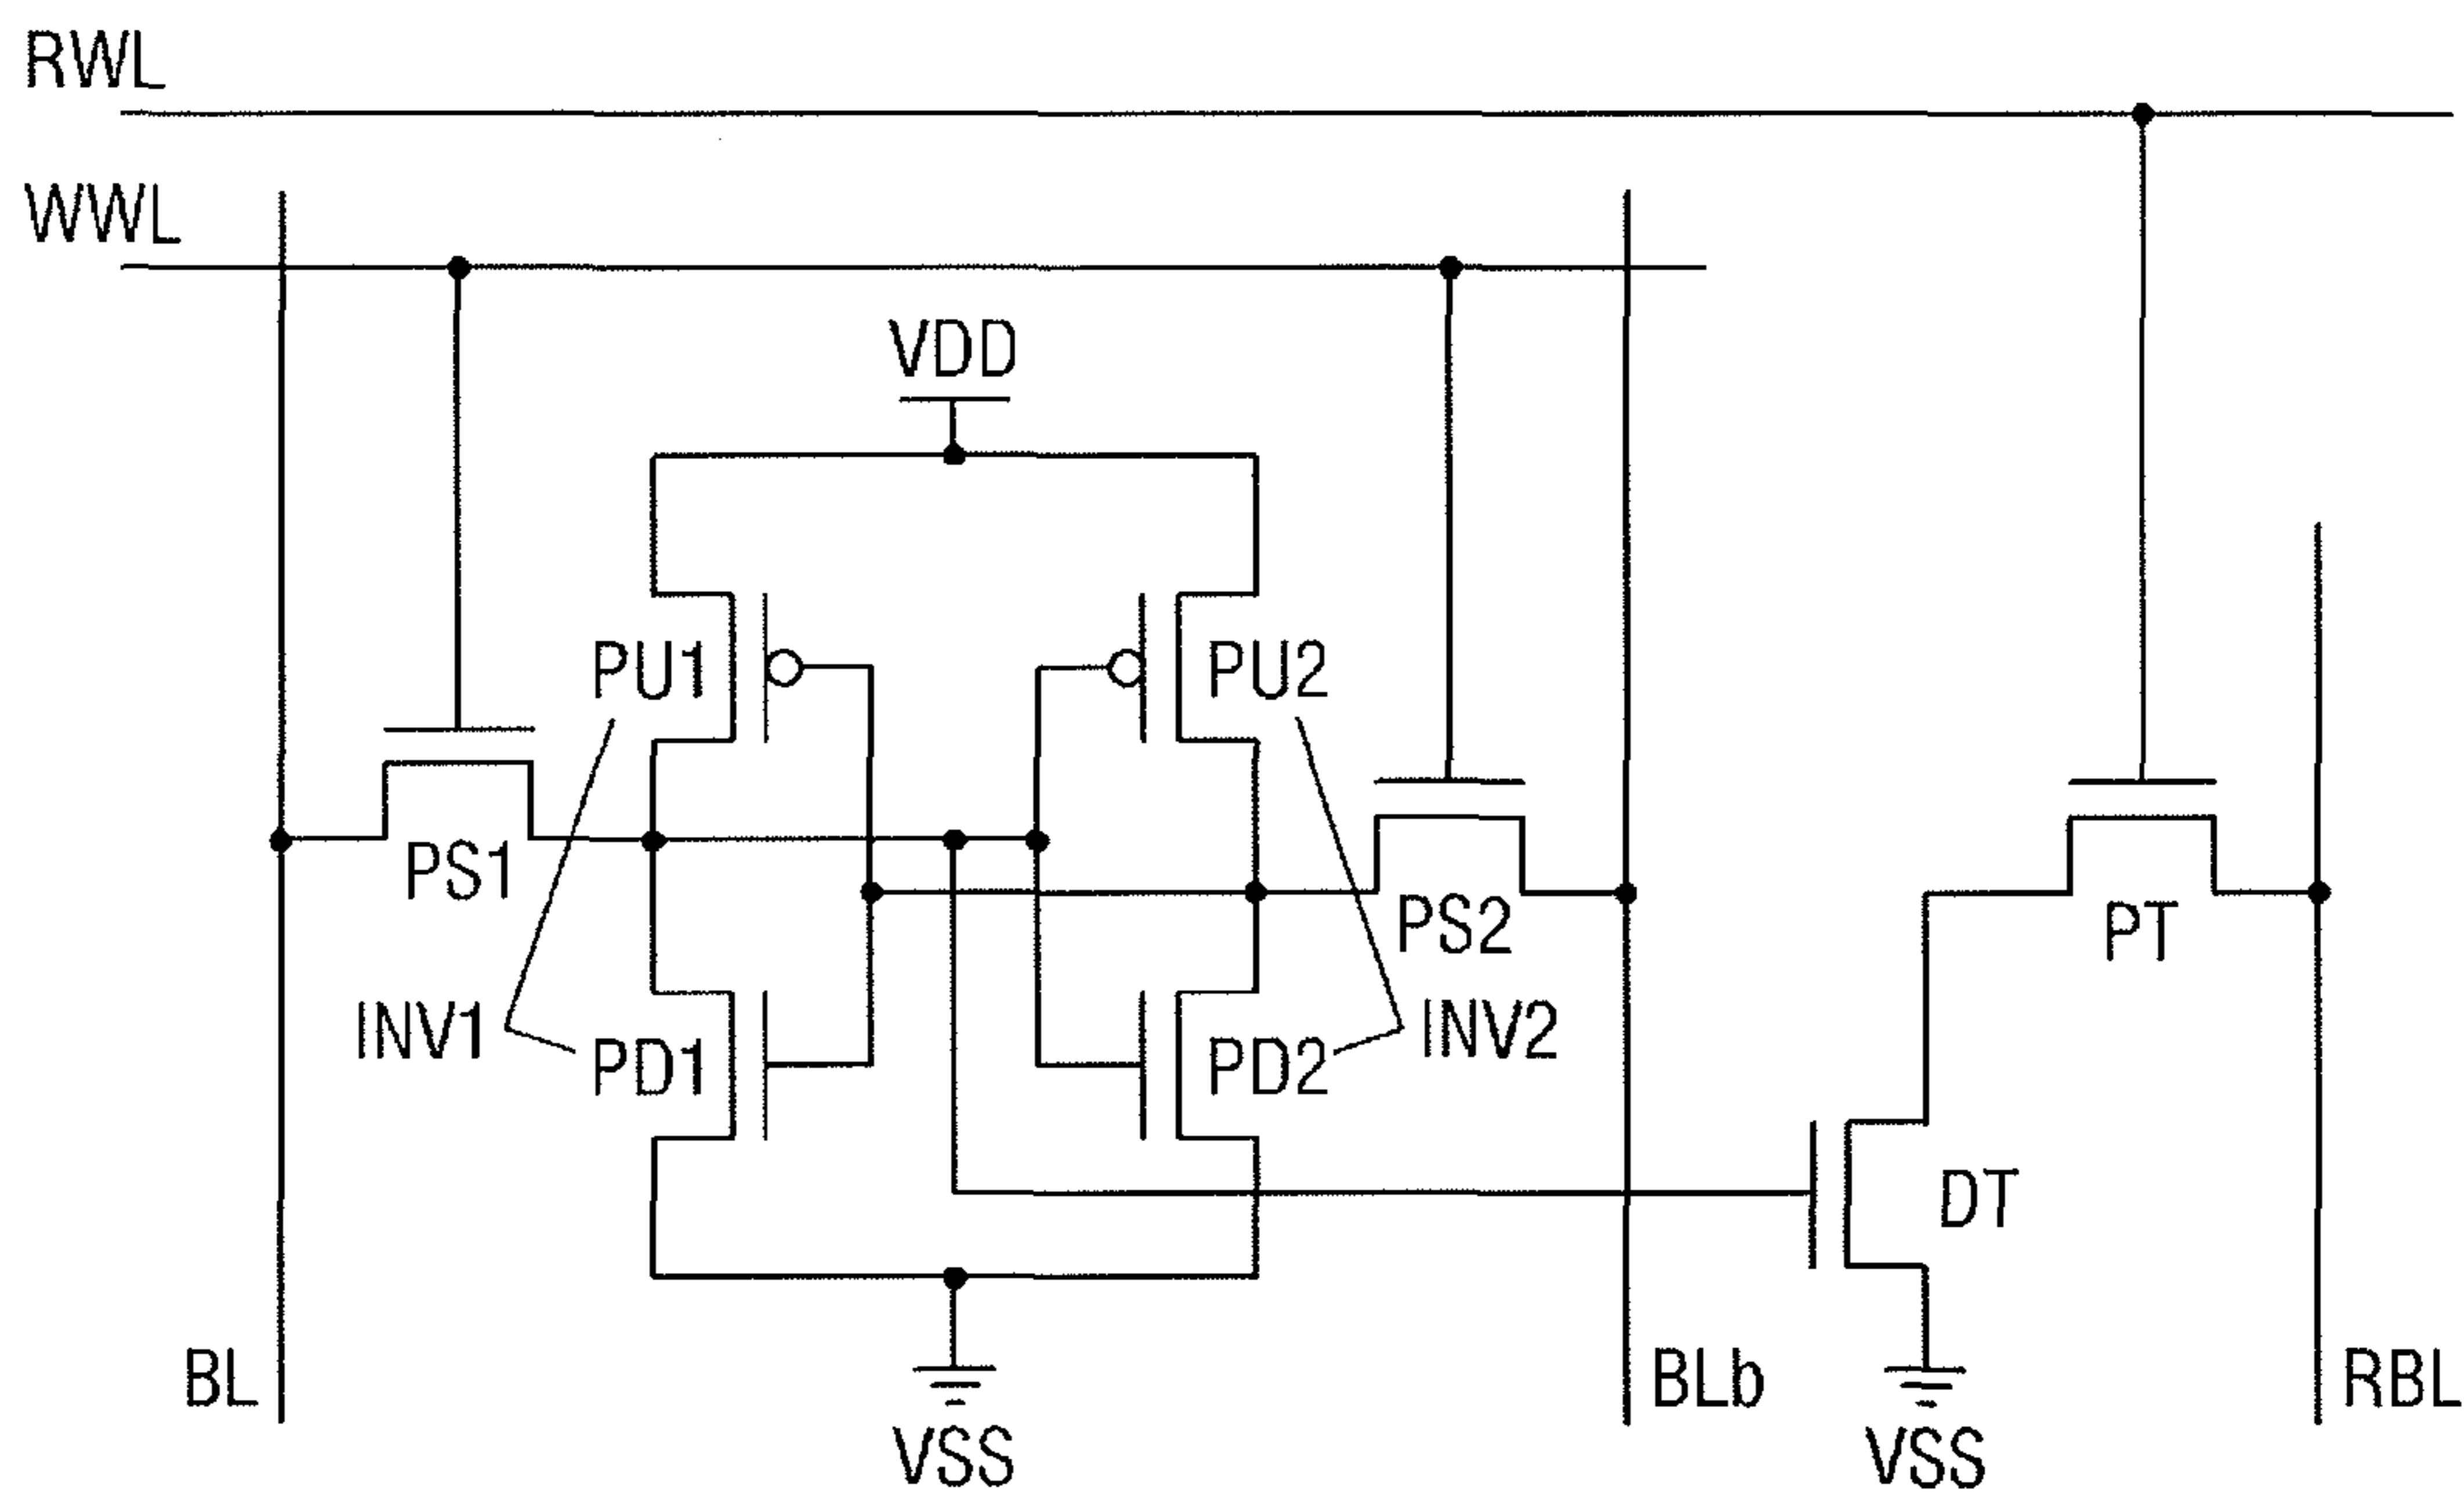 RWL
WWL
VDD
PU1
PU2
PS1
PS2
PT
INV1
PD1
PD2
INV2
DT
BL
BLb
RBL
VSS
VSS